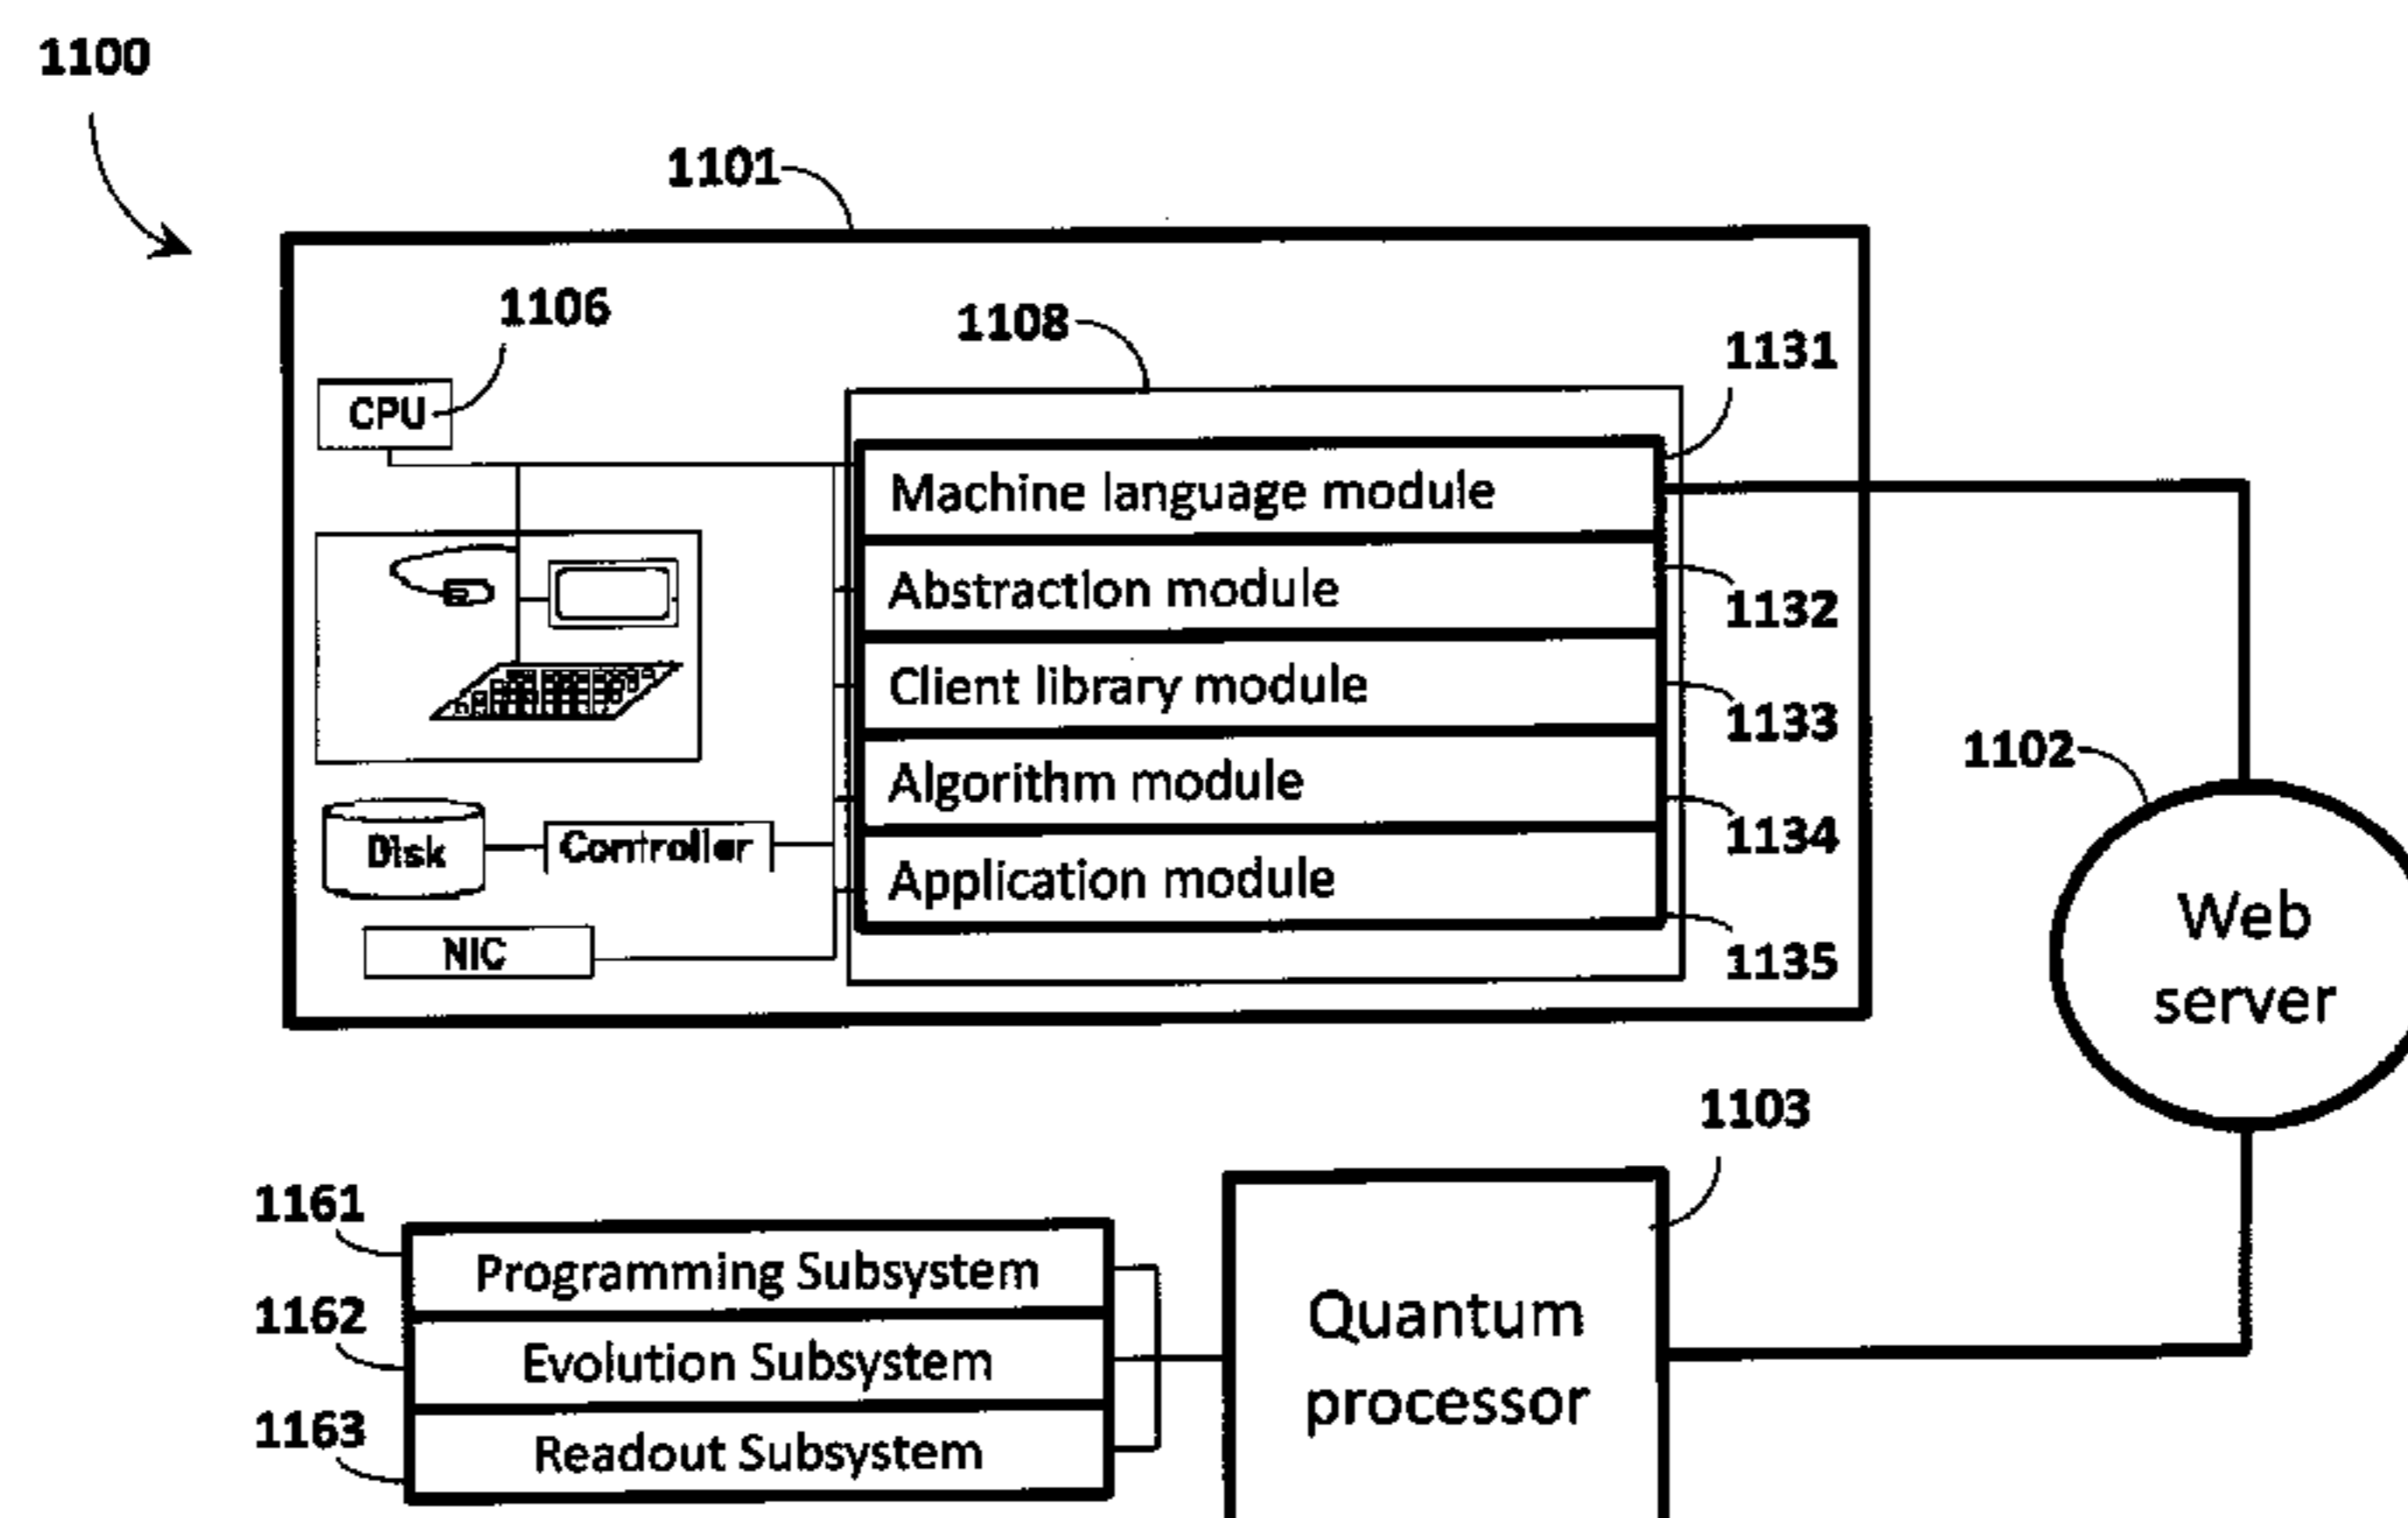 1100
1101
1106
1108
1131
CPU
Machine language module
Abstraction module
1132
Client library module
1133
1102
Algorithm module
1134
Disk
Controller
Application module
NIC
1135
Web
server
1103
1161
Programming Subsystem
1162
Evolution Subsystem
1163
Readout Subsystem
Quantum
processor